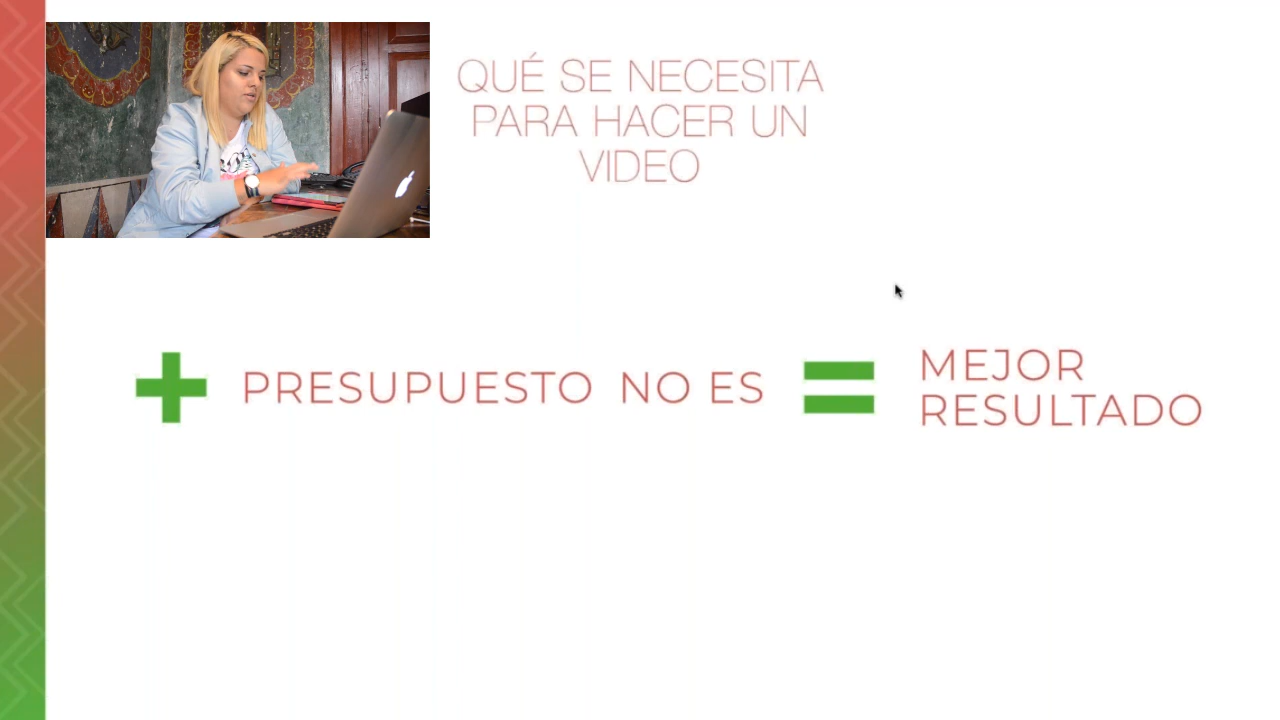 QUÉ SE NECESITA
PARA HACER UN
VIDEO
+ PRESUPUESTO NO ES = MEJOR
RESULTADO